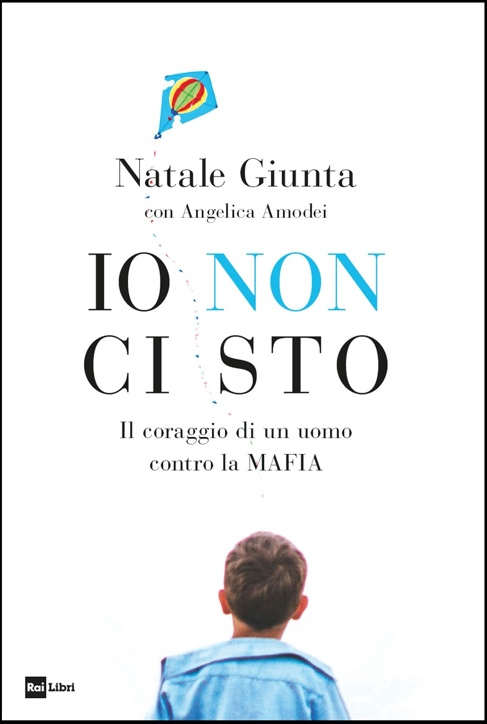 Natale Giunta
con Angelica Amodei
IO NON
CI STO
Il coraggio di un uomo
contro la MAFIA
Rai Libri